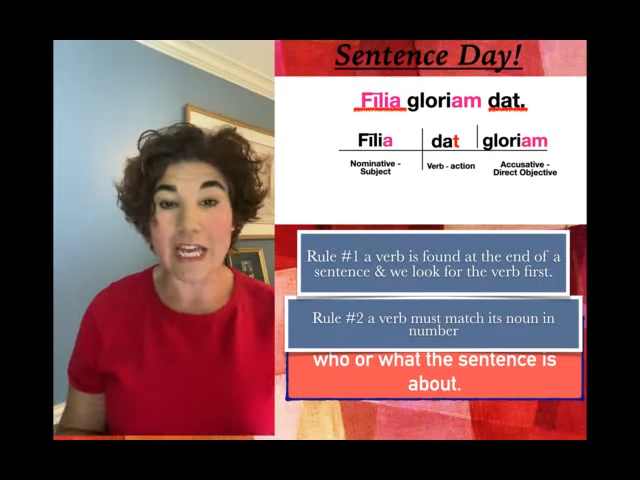 Sentence Day!
Fīlia gloriam dat.
Fīlia dat gloriam
Nominative - Subject Verb - action Accusative - Direct Objective
Rule #1 a verb is found at the end of a
sentence & we look for the verb first.
Rule #2 a verb must match its noun in
number
who or what the sentence is
about.